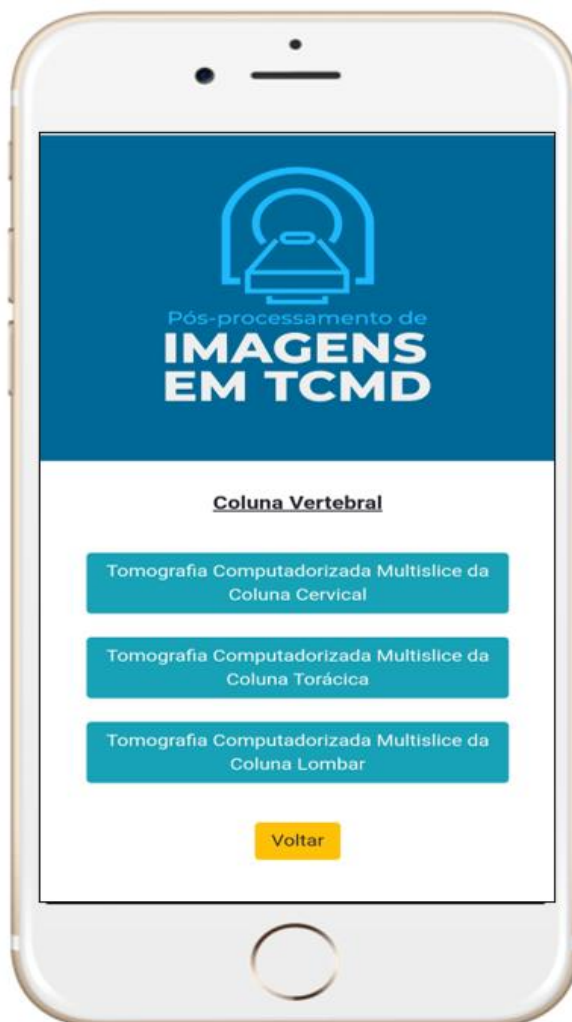 Pós-processamento de
IMAGENS
EM TCMD
Coluna Vertebral
Tomografia Computadorizada Multislice da
Coluna Cervical
Tomografia Computadorizada Multislice da
Coluna Torácica
Tomografia Computadorizada Multislice da
Coluna Lombar
Voltar